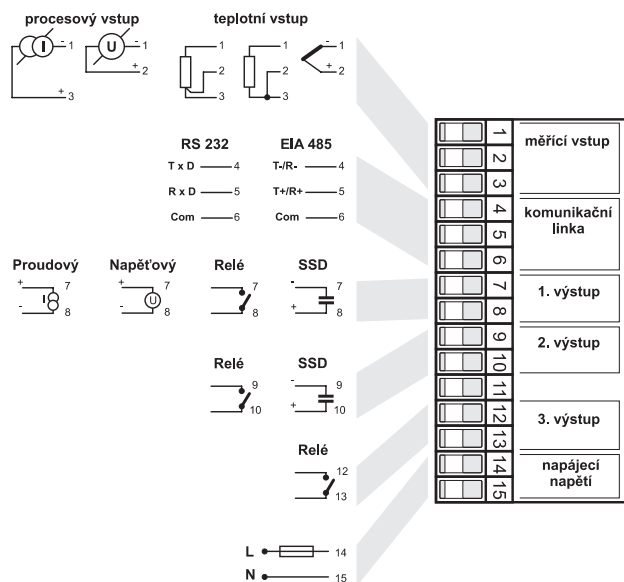 procesový vstup
teplotní vstup
I
-
1
+
3
U
-
1
+
2
1
2
3
1
2
3
-
1
+
2
RS 232
EIA 485
T x D
4
T-/R-
4
R x D
5
T+/R+
5
Com
6
Com
6
Proudový
Napěťový
Relé
SSD
+
7
I
-
8
+
7
U
-
8
7
8
-
7
+
8
Relé
SSD
9
10
-
9
+
10
Relé
12
13
L
14
N
15
1
2
3
měřící vstup
4
5
6
komunikační
linka
7
8
1. výstup
9
10
2. výstup
11
12
13
3. výstup
14
15
napájecí
napětí